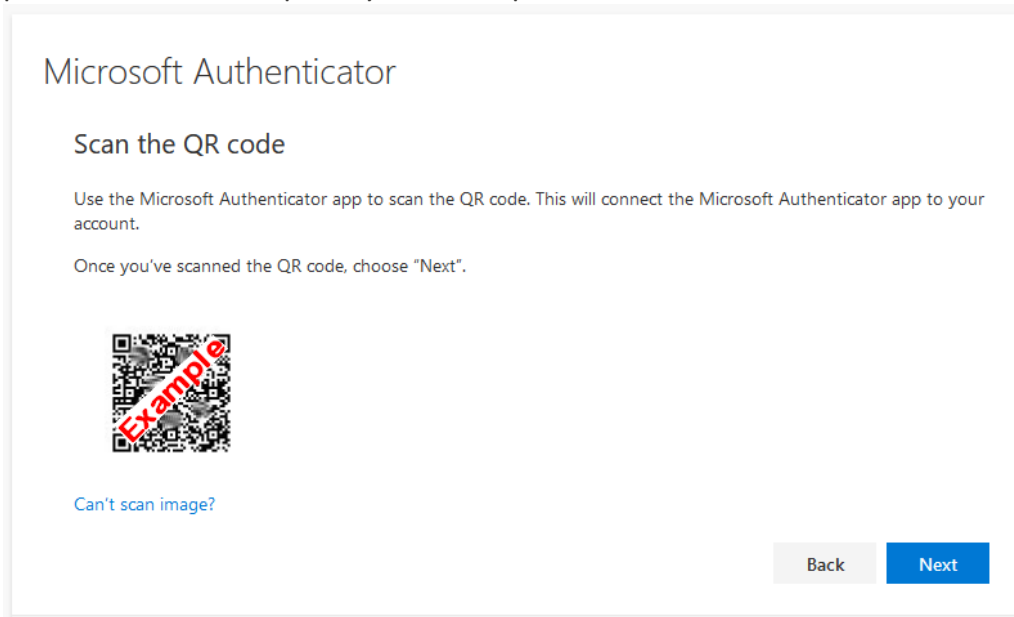 Microsoft Authenticator
Scan the QR code
Use the Microsoft Authenticator app to scan the QR code. This will connect the Microsoft Authenticator app to your
account.
Once you've scanned the QR code, choose “Next”.
Example
Can't scan image?
Back Next